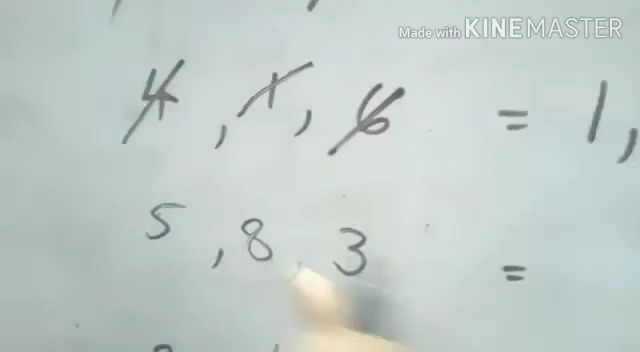 Made with KINEMASTER
4, 1, 6 = 1,
5, 8, 3 =